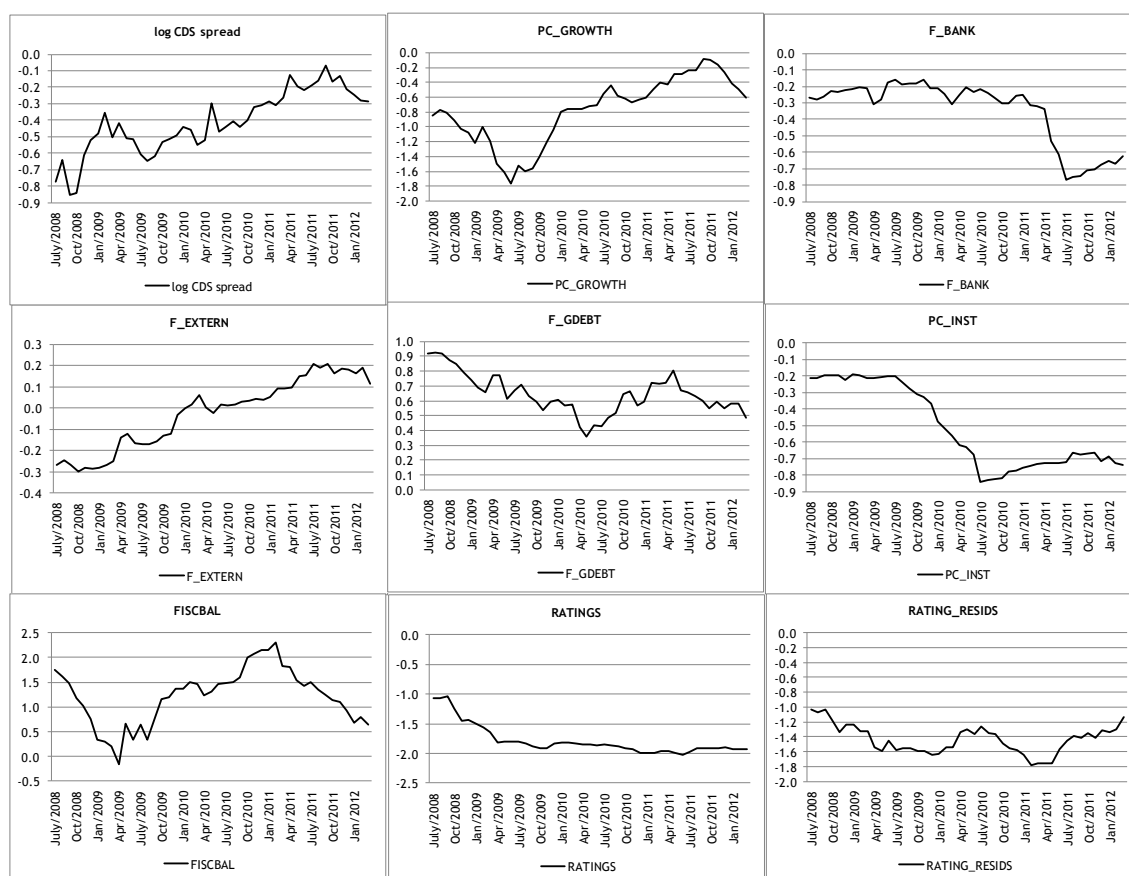 log CDS spread
0.0
-0.1
-0.2
-0.3
-0.4
-0.5
-0.6
-0.7
-0.8
-0.9
July/2008
Oct/2008
Jan/2009
Apr/2009
July/2009
Oct/2009
Jan/2010
Apr/2010
July/2010
Oct/2010
Jan/2011
Apr/2011
July/2011
Oct/2011
Jan/2012
log CDS spread
PC_GROWTH
0.0
-0.2
-0.4
-0.6
-0.8
-1.0
-1.2
-1.4
-1.6
-1.8
-2.0
July/2008
Oct/2008
Jan/2009
Apr/2009
July/2009
Oct/2009
Jan/2010
Apr/2010
July/2010
Oct/2010
Jan/2011
Apr/2011
July/2011
Oct/2011
Jan/2012
PC_GROWTH
F_BANK
0.0
-0.1
-0.2
-0.3
-0.4
-0.5
-0.6
-0.7
-0.8
-0.9
July/2008
Oct/2008
Jan/2009
Apr/2009
July/2009
Oct/2009
Jan/2010
Apr/2010
July/2010
Oct/2010
Jan/2011
Apr/2011
July/2011
Oct/2011
Jan/2012
F_BANK
F_EXTERN
0.3
0.2
0.1
0.0
-0.1
-0.2
-0.3
-0.4
July/2008
Oct/2008
Jan/2009
Apr/2009
July/2009
Oct/2009
Jan/2010
Apr/2010
July/2010
Oct/2010
Jan/2011
Apr/2011
July/2011
Oct/2011
Jan/2012
F_EXTERN
F_GDEBT
1.0
0.9
0.8
0.7
0.6
0.5
0.4
0.3
0.2
0.1
0.0
July/2008
Oct/2008
Jan/2009
Apr/2009
July/2009
Oct/2009
Jan/2010
Apr/2010
July/2010
Oct/2010
Jan/2011
Apr/2011
July/2011
Oct/2011
Jan/2012
F_GDEBT
PC_INST
0.0
-0.1
-0.2
-0.3
-0.4
-0.5
-0.6
-0.7
-0.8
-0.9
July/2008
Oct/2008
Jan/2009
Apr/2009
July/2009
Oct/2009
Jan/2010
Apr/2010
July/2010
Oct/2010
Jan/2011
Apr/2011
July/2011
Oct/2011
Jan/2012
PC_INST
FISCBAL
2.5
2.0
1.5
1.0
0.5
0.0
-0.5
July/2008
Oct/2008
Jan/2009
Apr/2009
July/2009
Oct/2009
Jan/2010
Apr/2010
July/2010
Oct/2010
Jan/2011
Apr/2011
July/2011
Oct/2011
Jan/2012
FISCBAL
RATINGS
0.0
-0.5
-1.0
-1.5
-2.0
-2.5
July/2008
Oct/2008
Jan/2009
Apr/2009
July/2009
Oct/2009
Jan/2010
Apr/2010
July/2010
Oct/2010
Jan/2011
Apr/2011
July/2011
Oct/2011
Jan/2012
RATINGS
RATING_RESIDS
0.0
-0.2
-0.4
-0.6
-0.8
-1.0
-1.2
-1.4
-1.6
-1.8
-2.0
July/2008
Oct/2008
Jan/2009
Apr/2009
July/2009
Oct/2009
Jan/2010
Apr/2010
July/2010
Oct/2010
Jan/2011
Apr/2011
July/2011
Oct/2011
Jan/2012
RATING_RESIDS